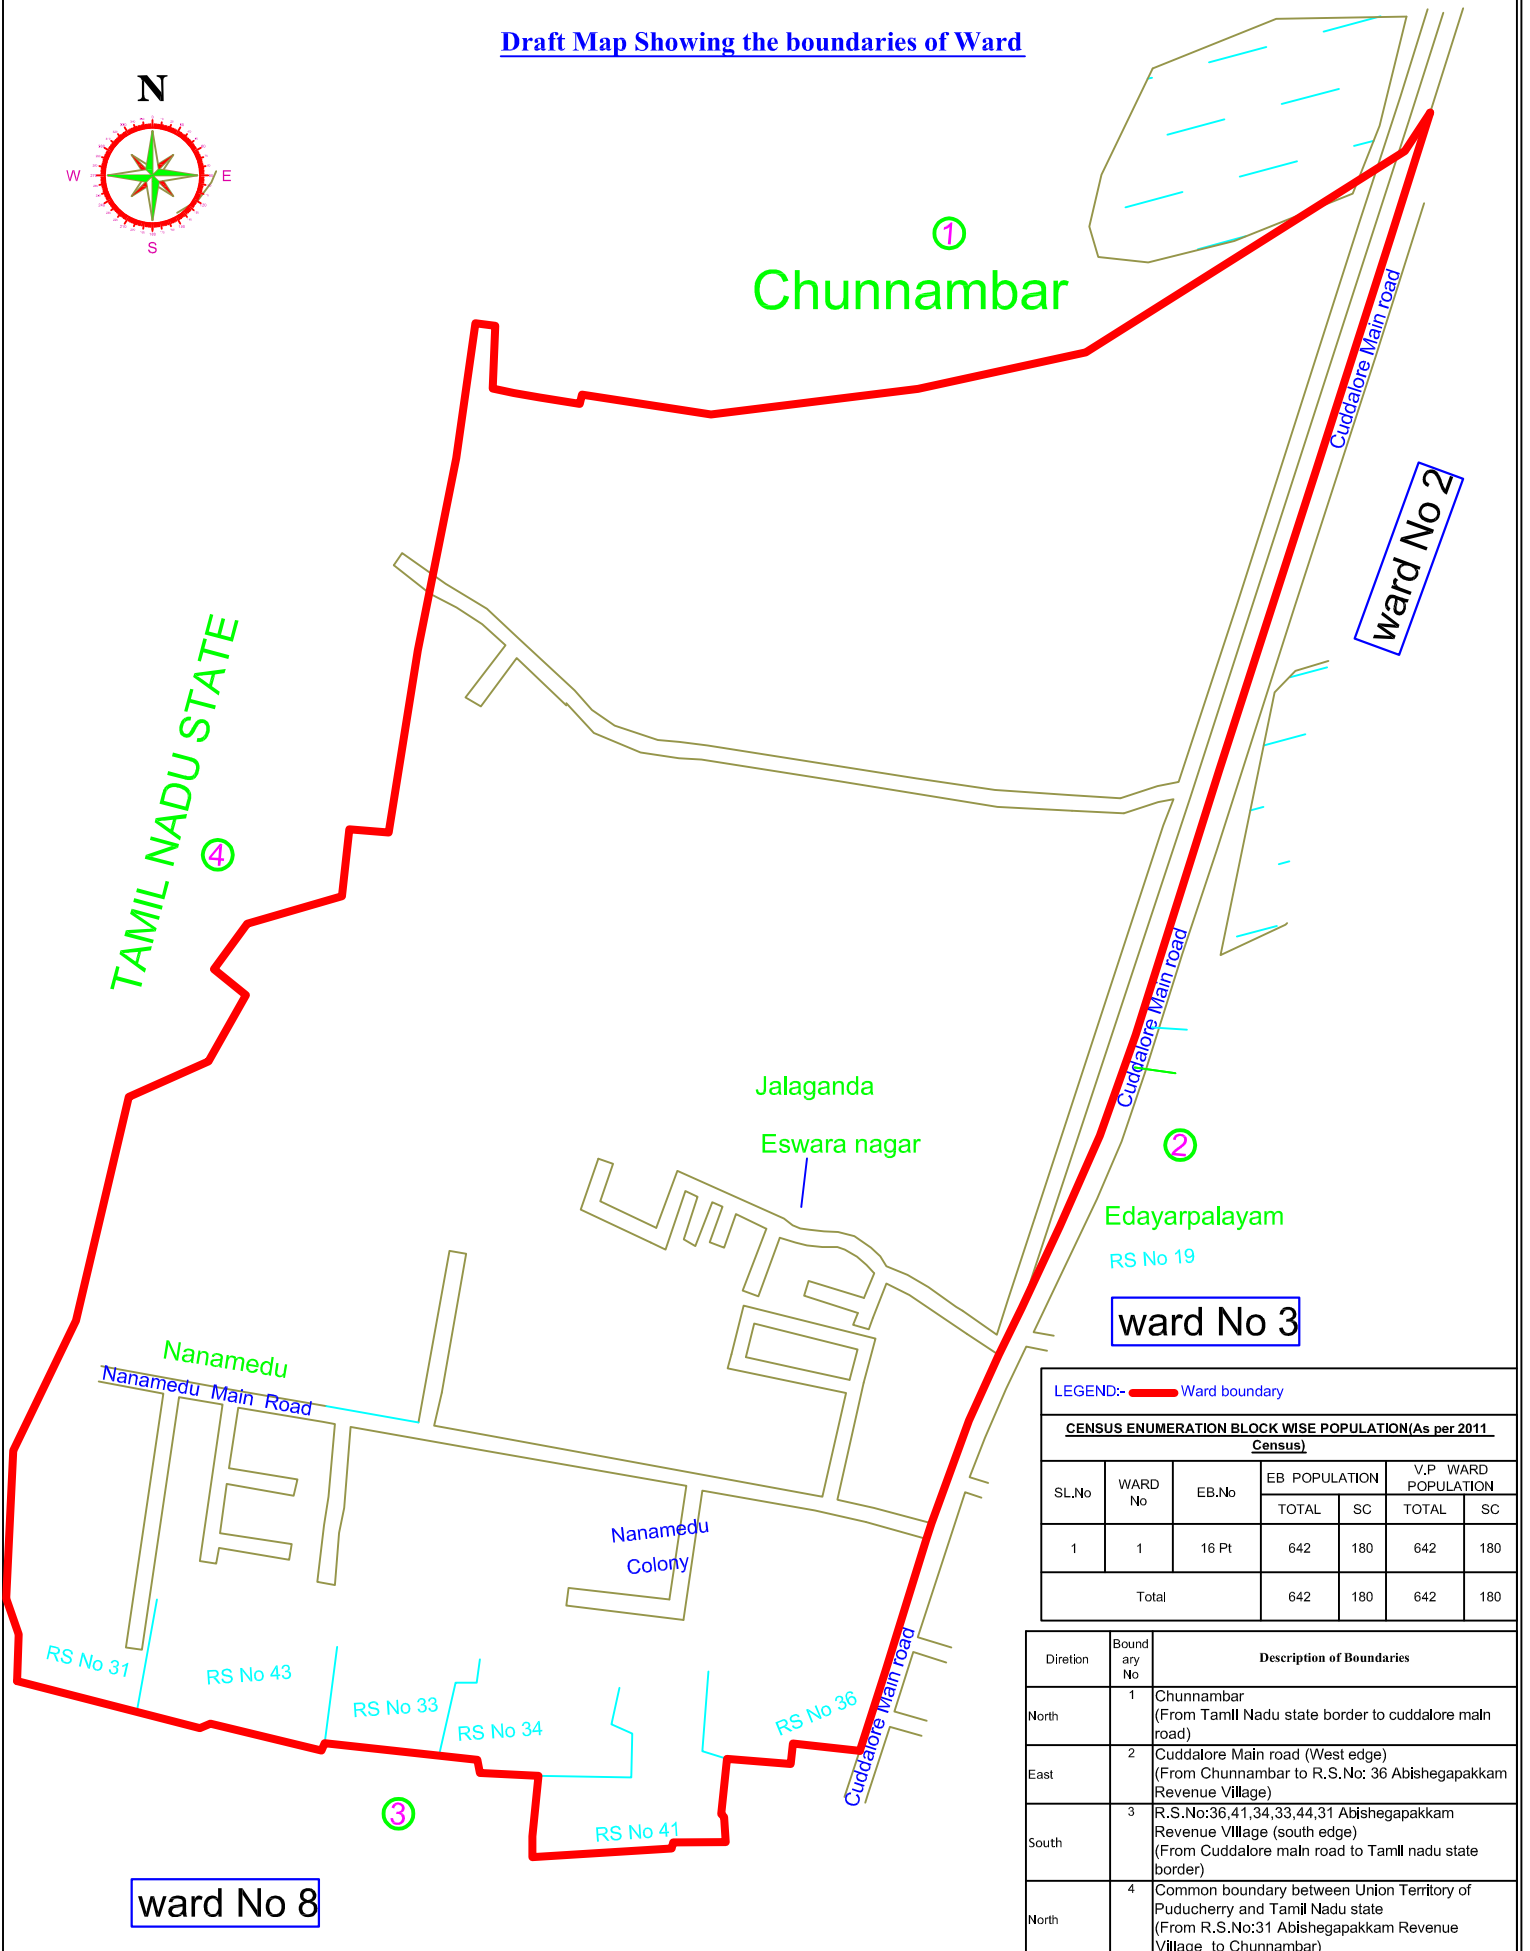 Draft Map Showing the boundaries of Ward
N
W
E
S
1
Chunnambar
Cuddalore Main road
ward No 2
TAMIL NADU STATE
4
Cuddalore Main road
Jalaganda
Eswara nagar
2
Edayarpalayam
RS No 19
ward No 3
Nanamedu
Nanamedu Main Road
Nanamedu
Colony
RS No 31
RS No 43
RS No 33
RS No 34
RS No 36
Cuddalore Main road
RS No 41
3
ward No 8
LEGEND:- Ward boundary
CENSUS ENUMERATION BLOCK WISE POPULATION(As per 2011
Census)
SL.No WARD No EB.No EB POPULATION V.P WARD POPULATION
TOTAL SC TOTAL SC
1 1 16 Pt 642 180 642 180
Total 642 180 642 180
Diretion Bound ary No Description of Boundaries
North 1 Chunnambar
(From Tamil Nadu state border to cuddalore main
road)
East 2 Cuddalore Main road (West edge)
(From Chunnambar to R.S.No: 36 Abishegapakkam
Revenue Village)
South 3 R.S.No:36,41,34,33,44,31 Abishegapakkam
Revenue Village (south edge)
(From Cuddalore main road to Tamil nadu state
border)
North 4 Common boundary between Union Territory of
Puducherry and Tamil Nadu state
(From R.S.No:31 Abishegapakkam Revenue
Village to Chunnambar)